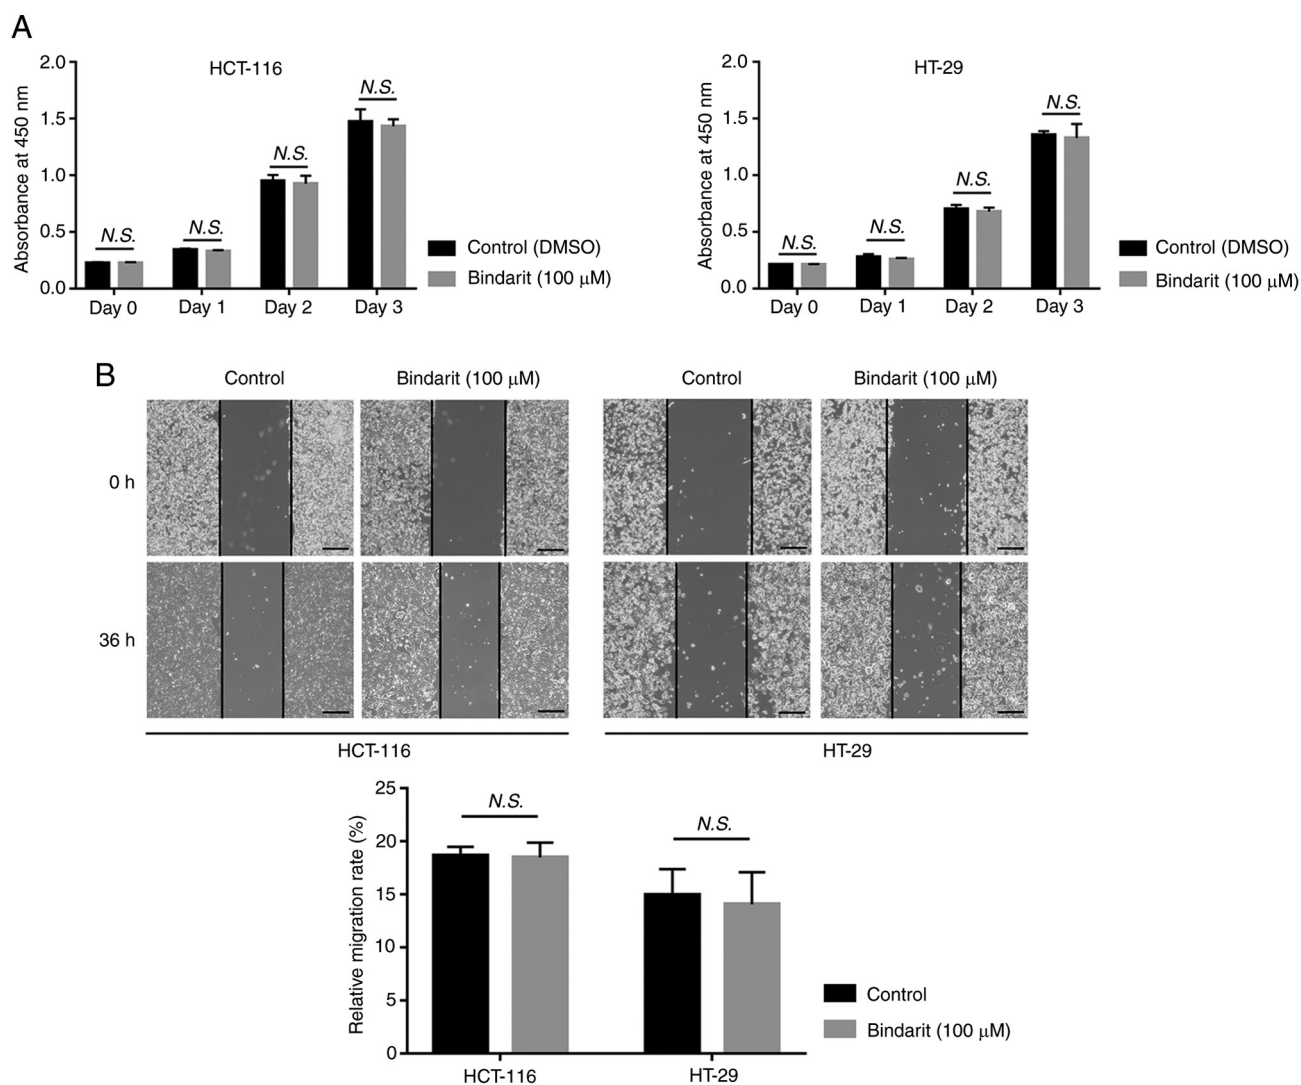 A
HCT-116
Absorbance at 450 nm
2.0
1.5
1.0
0.5
0.0
N.S.
N.S.
N.S.
N.S.
Day 0
Day 1
Day 2
Day 3
Control (DMSO)
Bindarit (100 μM)
HT-29
Absorbance at 450 nm
2.0
1.5
1.0
0.5
0.0
N.S.
N.S.
N.S.
N.S.
Day 0
Day 1
Day 2
Day 3
Control (DMSO)
Bindarit (100 μM)
B
Control
Bindarit (100 μM)
Control
Bindarit (100 μM)
0 h
36 h
HCT-116
HT-29
Relative migration rate (%)
25
20
15
10
5
0
N.S.
N.S.
HCT-116
HT-29
Control
Bindarit (100 μM)